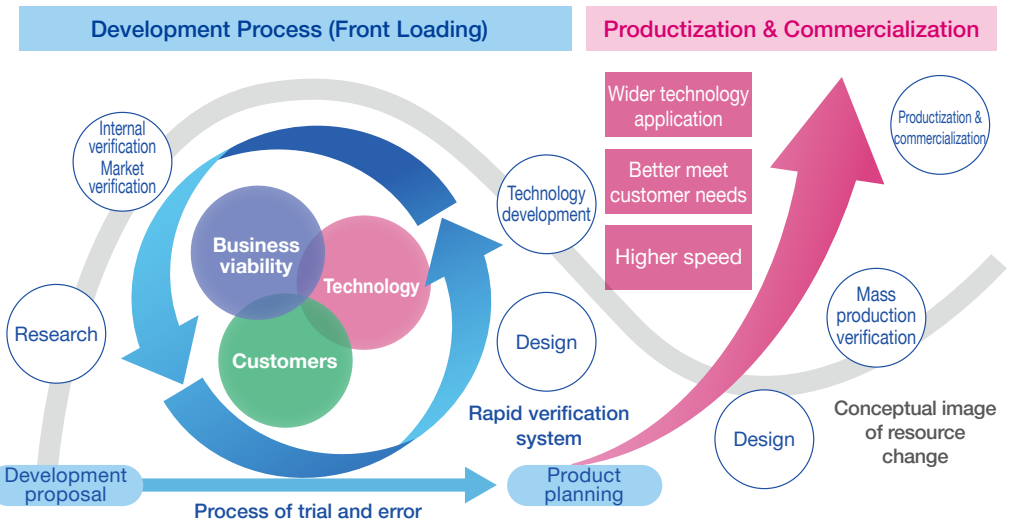 Development Process (Front Loading)
Productization & Commercialization
Internal
verification
Market
verification
Research
Business
viability
Technology
Customers
Technology
development
Design
Rapid verification
system
Development
proposal
Process of trial and error
Product
planning
Wider technology
application
Better meet
customer needs
Higher speed
Productization &
commercialization
Mass
production
verification
Design
Conceptual image
of resource
change